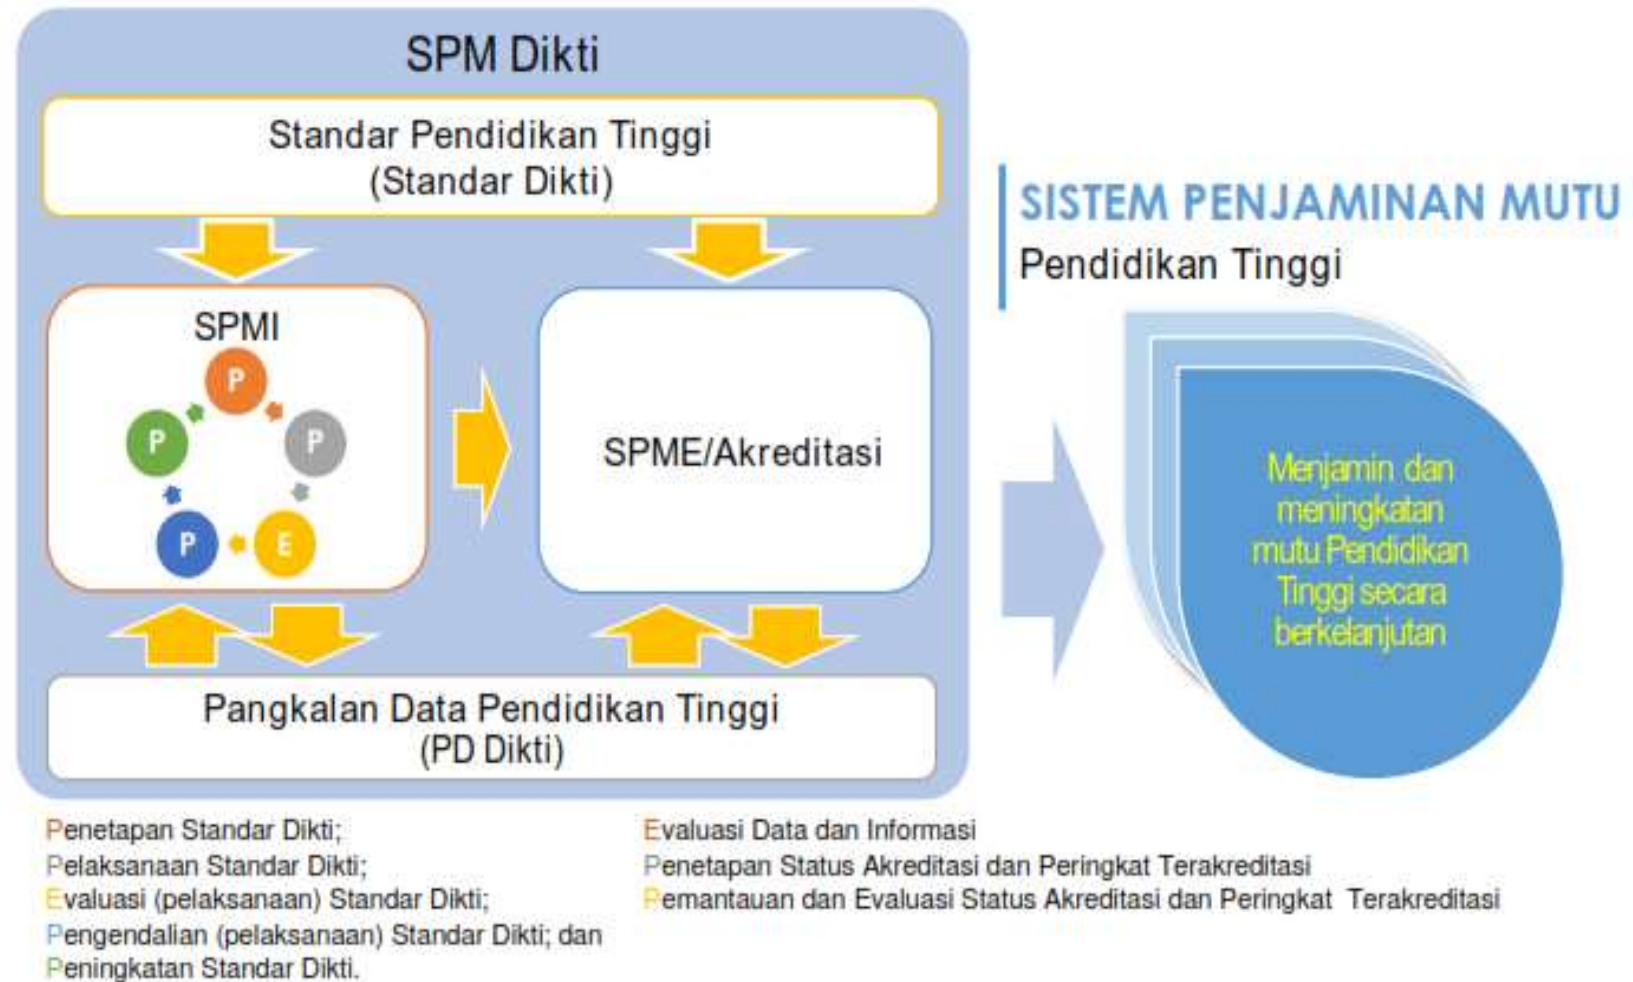 SPM Dikti
Standar Pendidikan Tinggi
(Standar Dikti)
SISTEM PENJAMINAN MUTU
Pendidikan Tinggi
SPMI
P
P
P
P
E
SPME/Akreditasi
Menjamin dan
meningkatan
mutu Pendidikan
Tinggi secara
berkelanjutan
Pangkalan Data Pendidikan Tinggi
(PD Dikti)
Penetapan Standar Dikti;
Pelaksanaan Standar Dikti;
Evaluasi (pelaksanaan) Standar Dikti;
Pengendalian (pelaksanaan) Standar Dikti; dan
Peningkatan Standar Dikti.
Evaluasi Data dan Informasi
Penetapan Status Akreditasi dan Peringkat Terakreditasi
Pemantauan dan Evaluasi Status Akreditasi dan Peringkat Terakreditasi